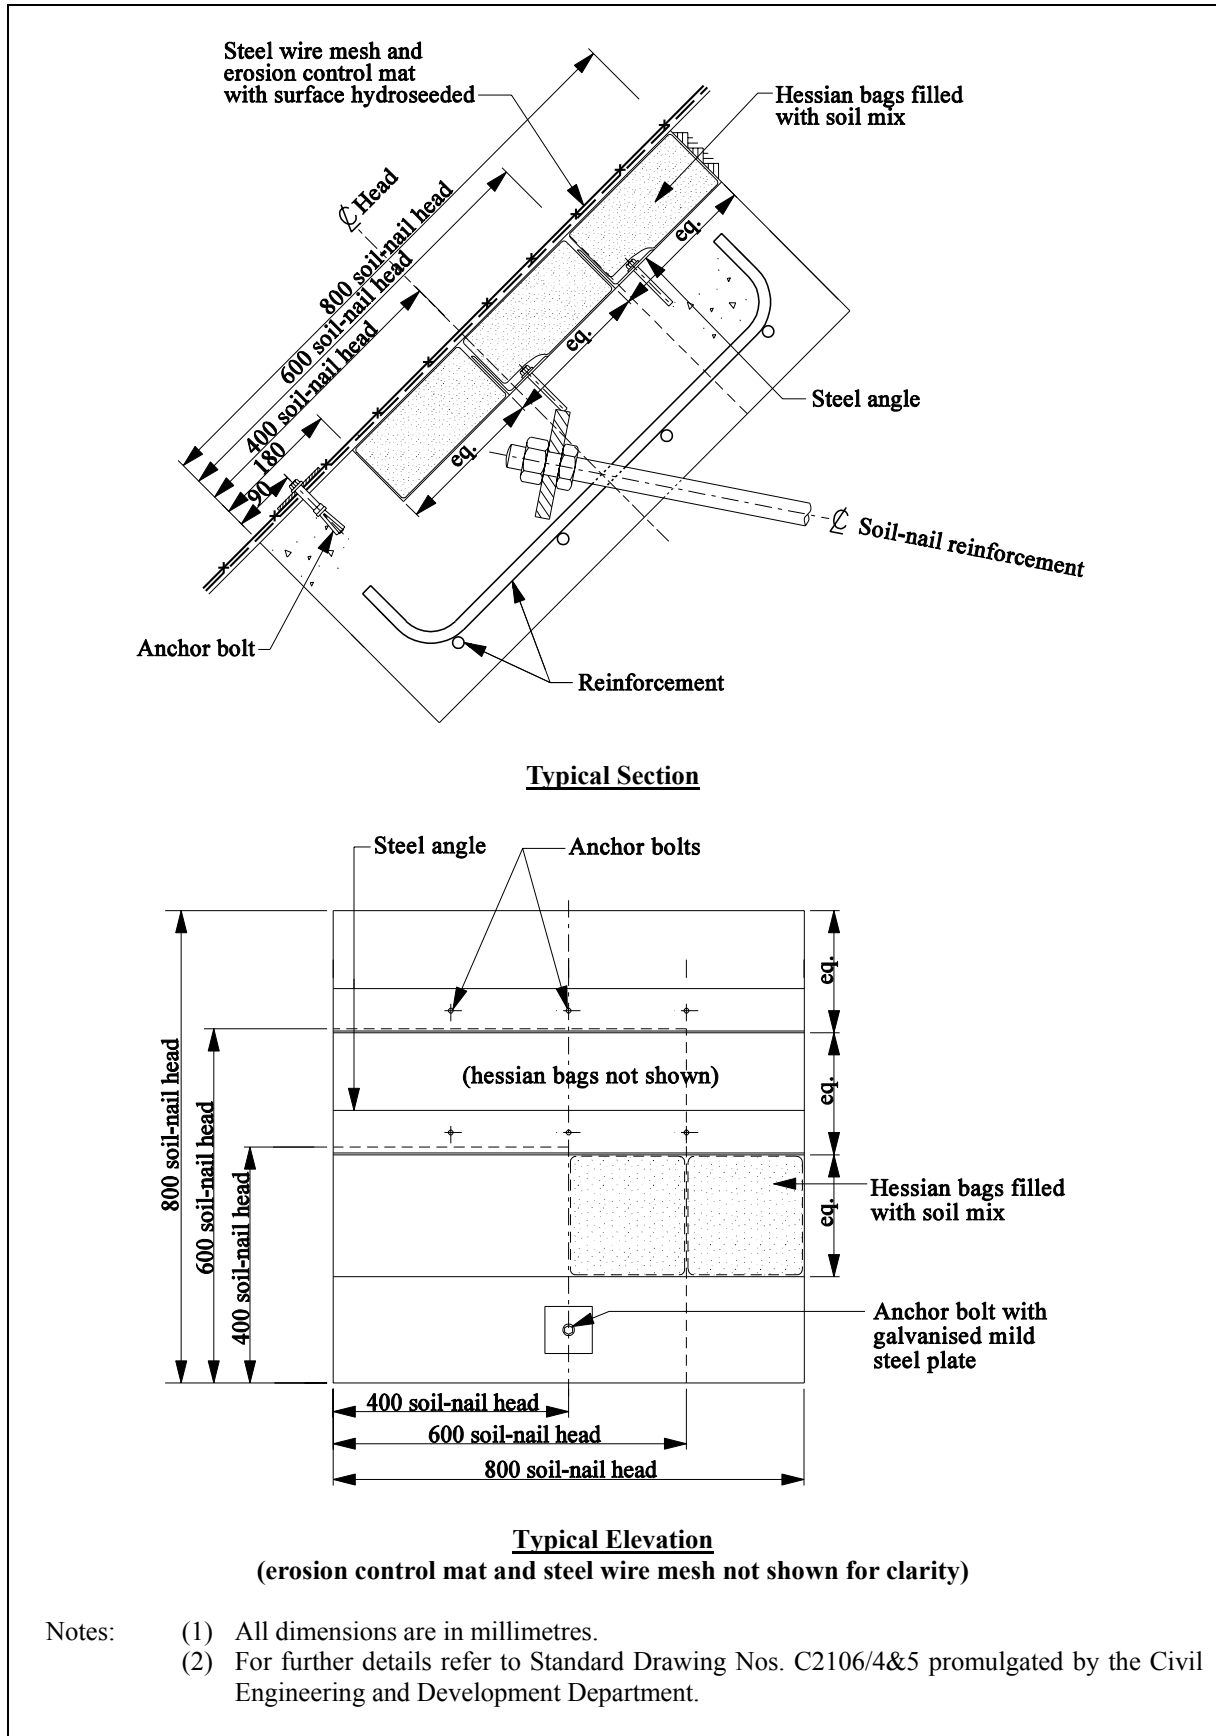 Steel wire mesh and
erosion control mat
with surface hydroseeded
Hessian bags filled
with soil mix
℄ Head
800 soil-nail head
600 soil-nail head
400 soil-nail head
180
90
eq.
eq.
eq.
Steel angle
℄ Soil-nail reinforcement
Anchor bolt
Reinforcement
Typical Section
Steel angle
Anchor bolts
800 soil-nail head
600 soil-nail head
400 soil-nail head
(hessian bags not shown)
eq.
eq.
eq.
Hessian bags filled
with soil mix
Anchor bolt with
galvanised mild
steel plate
400 soil-nail head
600 soil-nail head
800 soil-nail head
Typical Elevation
(erosion control mat and steel wire mesh not shown for clarity)
Notes: (1) All dimensions are in millimetres.
(2) For further details refer to Standard Drawing Nos. C2106/4&5 promulgated by the Civil
Engineering and Development Department.